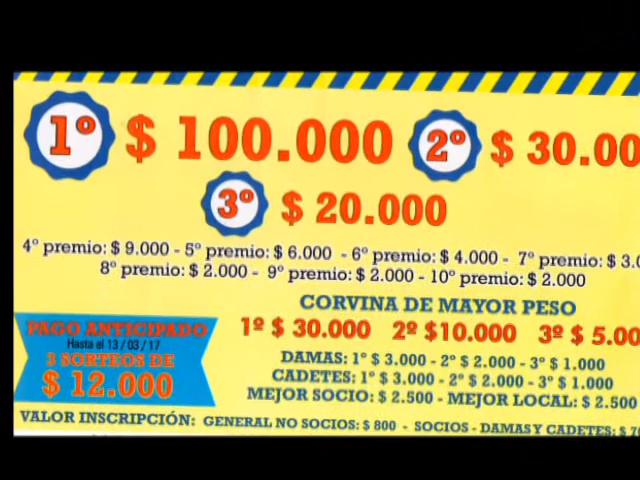 1º $ 100.000 2º $ 30.00
3º $ 20.000
4º premio: $ 9.000 - 5º premio: $ 6.000 - 6º premio: $ 4.000 - 7º premio: $ 3.0
8º premio: $ 2.000 - 9º premio: $ 2.000 - 10º premio: $ 2.000
CORVINA DE MAYOR PESO
1º $ 30.000 2º $10.000 3º $ 5.00
DAMAS: 1º $ 3.000 - 2º $ 2.000 - 3º $ 1.000
CADETES: 1º $ 3.000 - 2º $ 2.000 - 3º $ 1.000
MEJOR SOCIO: $ 2.500 - MEJOR LOCAL: $ 2.500
PAGO ANTICIPADO
Hasta el 13 / 03 / 17
3 SORTEOS DE
$ 12.000
VALOR INSCRIPCIÓN: GENERAL NO SOCIOS: $ 800 - SOCIOS - DAMAS Y CADETES: $ 70